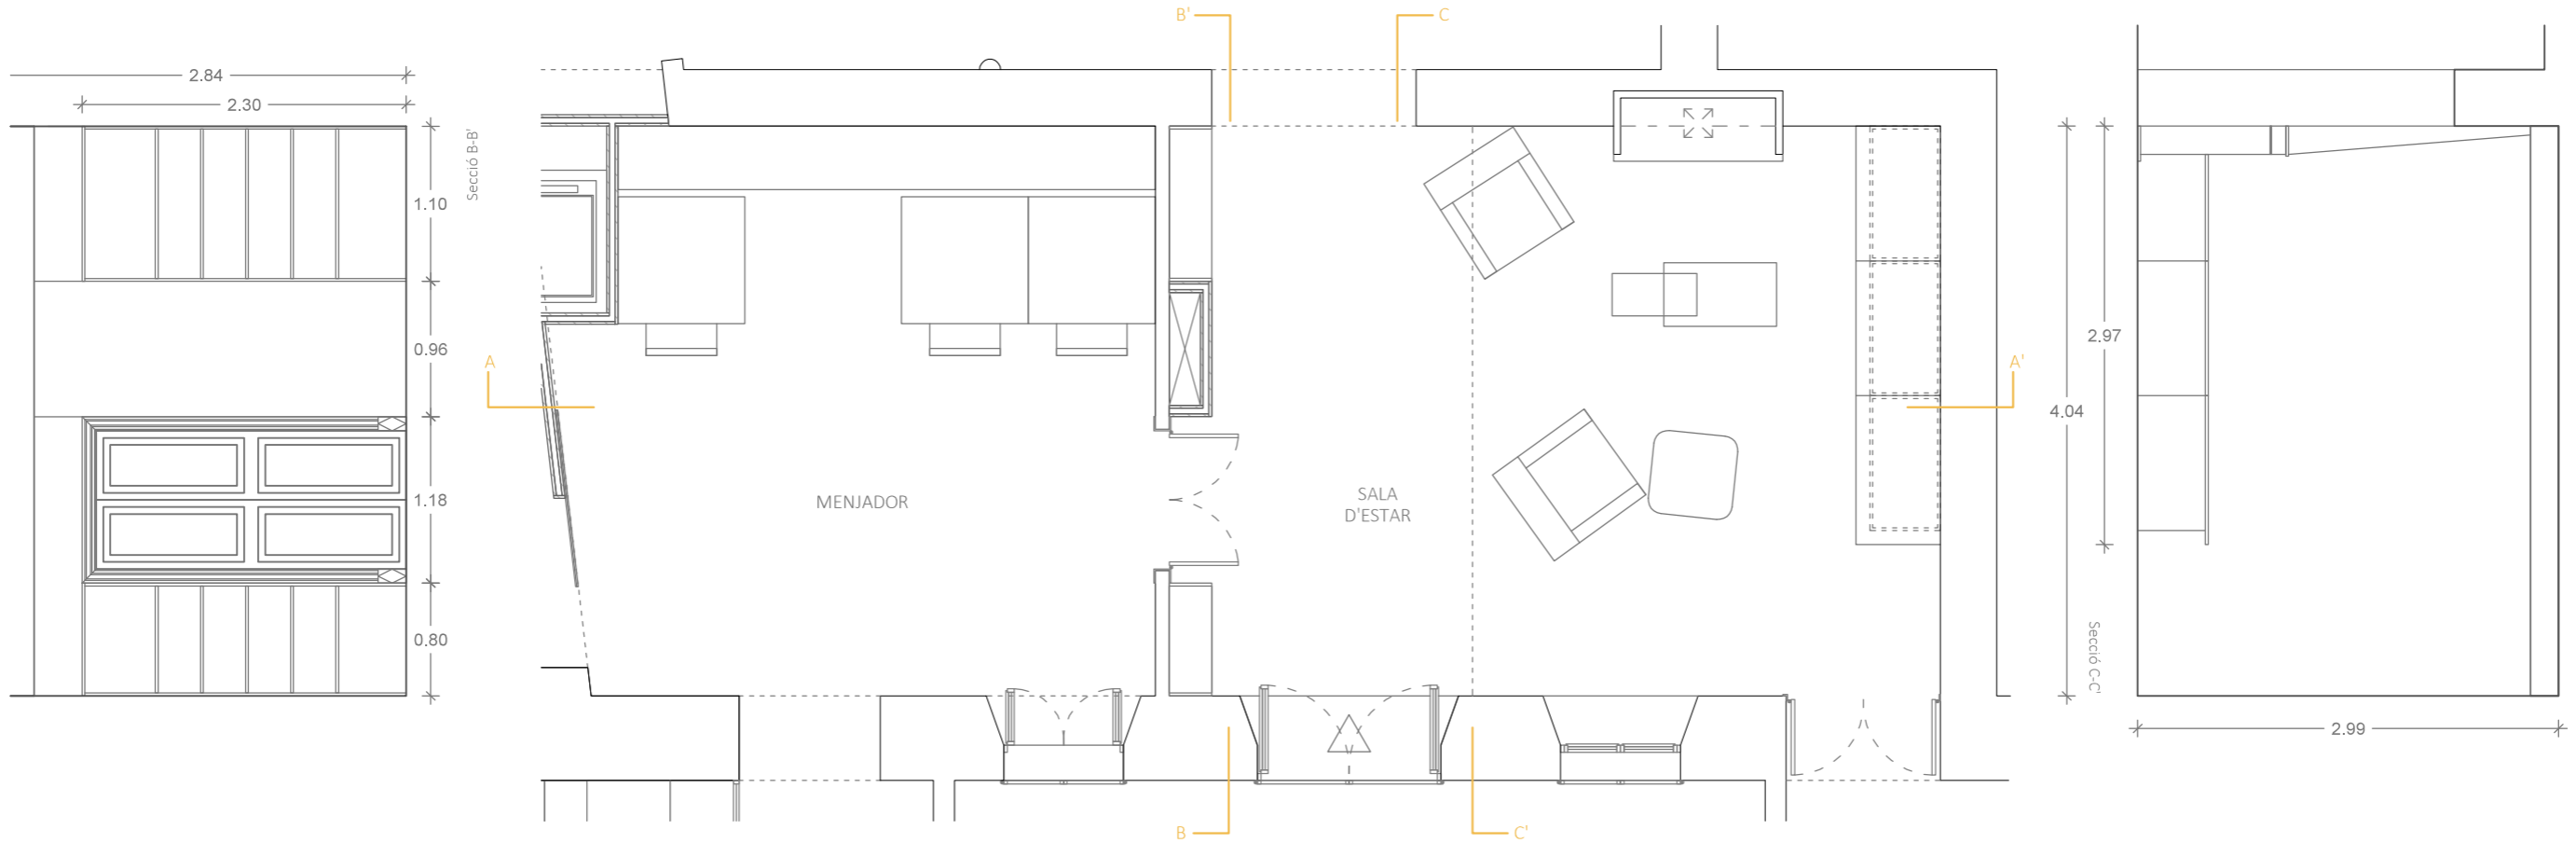 2.84
2.30
Secció B-B'
1.10
0.96
1.18
0.80
B'
C
A
A'
MENJADOR
SALA
D'ESTAR
B
C'
2.97
4.04
Secció C-C'
2.99